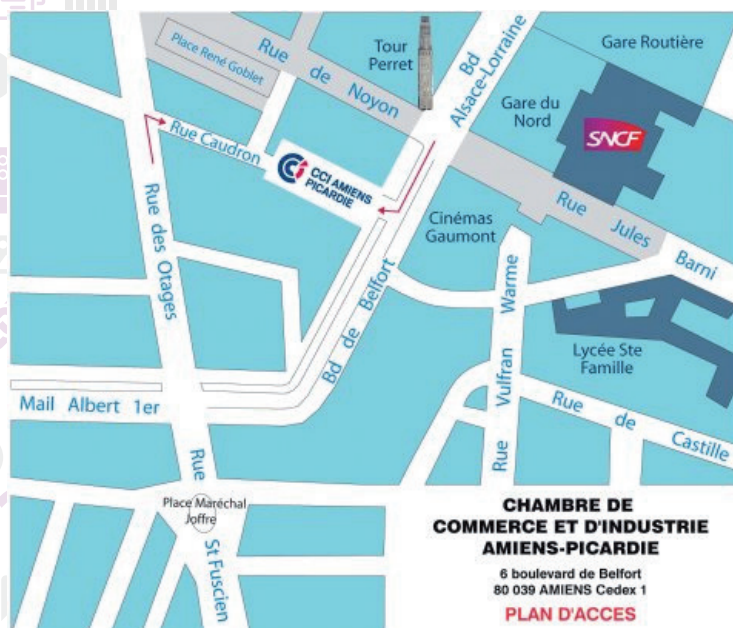 Place René Goblet
Rue de Noyon
Tour
Perret
Bd
Alsace-Lorraine
Gare Routière
Gare du
Nord
SNCF
Rue Caudron
CCI AMIENS
PICARDIE
Rue des Otages
Cinémas
Gaumont
Rue Jules Barni
Bd de Belfort
Rue Vulfran Warme
Lycée Ste
Famille
Mail Albert 1er
Rue de Castille
Rue St Fuscien
Place Maréchal
Joffre
CHAMBRE DE
COMMERCE ET D'INDUSTRIE
AMIENS-PICARDIE
6 boulevard de Belfort
80 039 AMIENS Cedex 1
PLAN D'ACCES